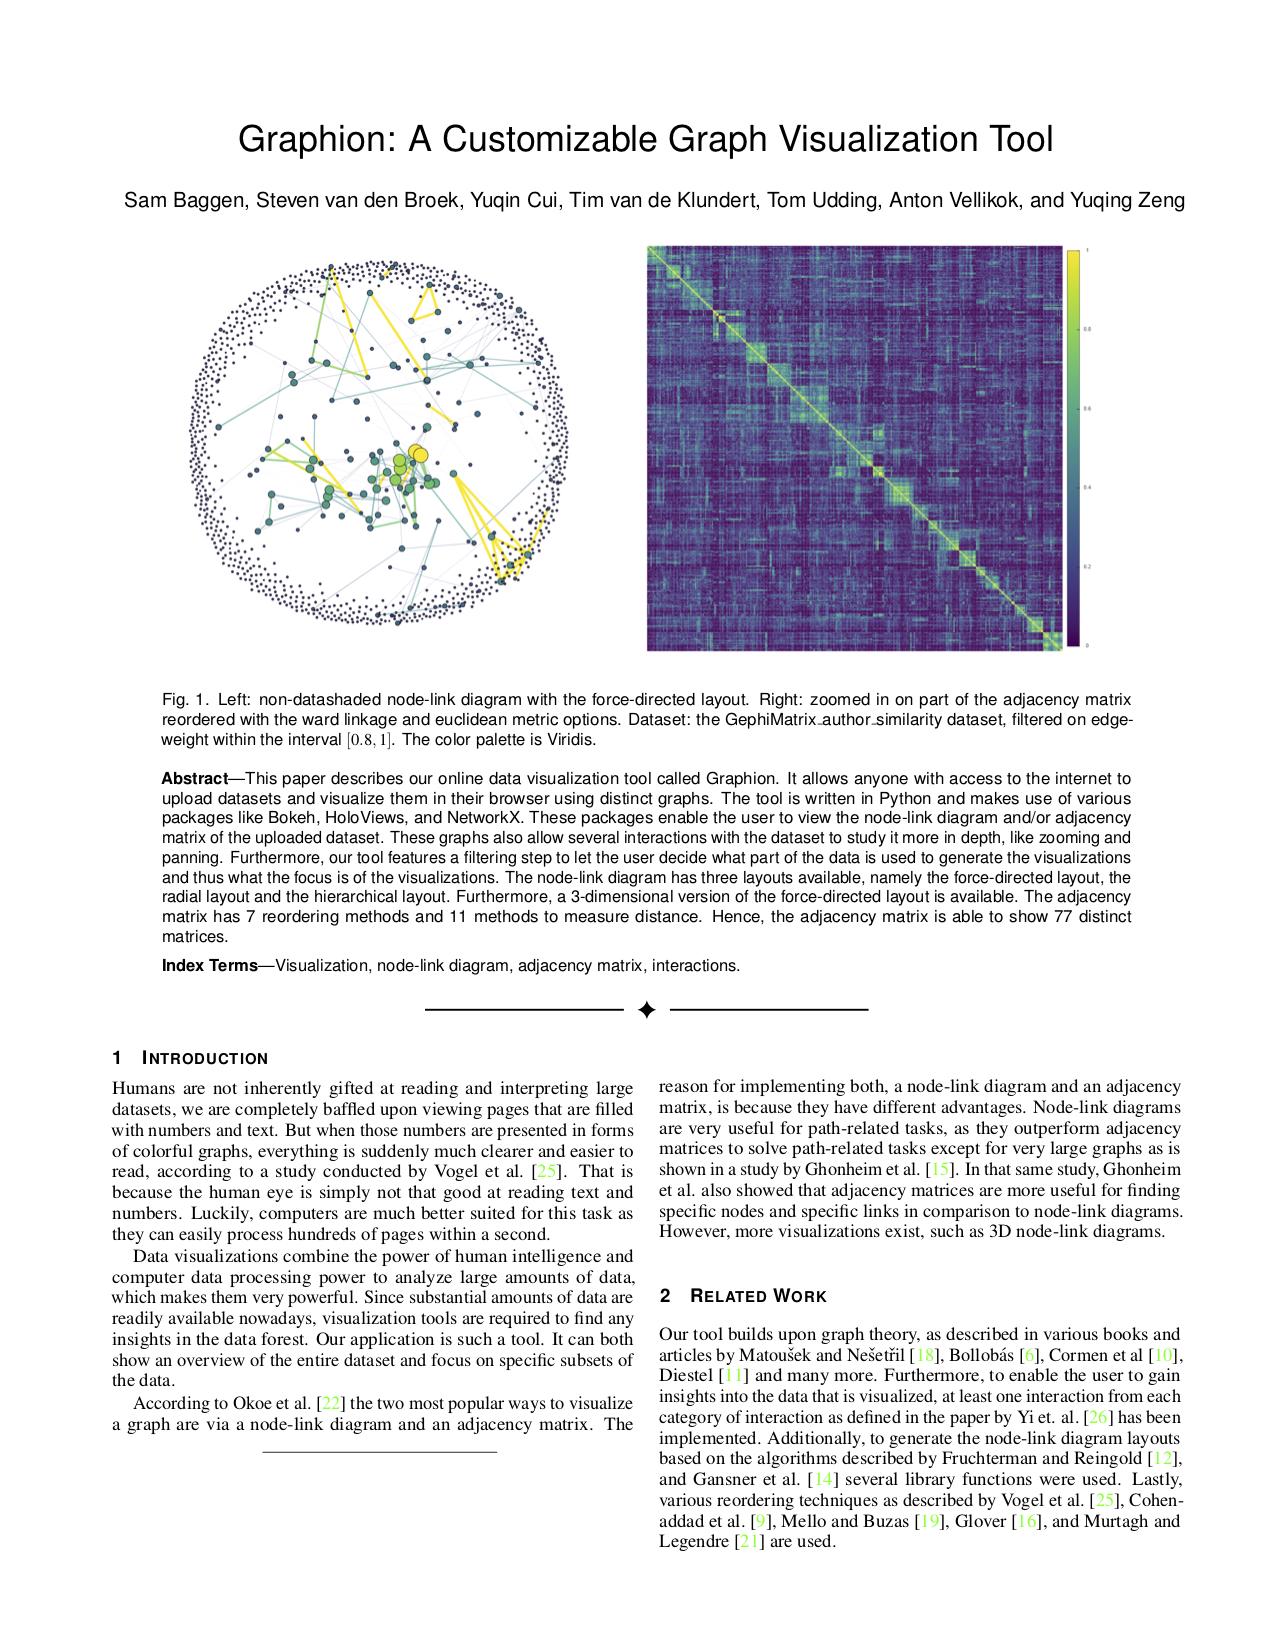 Graphion: A Customizable Graph Visualization Tool
Sam Baggen, Steven van den Broek, Yuqin Cui, Tim van de Klundert, Tom Udding, Anton Vellikok, and Yuqing Zeng
1
0.8
0.6
0.4
0.2
0
Fig. 1. Left: non-datashaded node-link diagram with the force-directed layout. Right: zoomed in on part of the adjacency matrix
reordered with the ward linkage and euclidean metric options. Dataset: the GephiMatrix_author_similarity dataset, filtered on edge-
weight within the interval [0.8, 1]. The color palette is Viridis.
Abstract—This paper describes our online data visualization tool called Graphion. It allows anyone with access to the internet to
upload datasets and visualize them in their browser using distinct graphs. The tool is written in Python and makes use of various
packages like Bokeh, HoloViews, and NetworkX. These packages enable the user to view the node-link diagram and/or adjacency
matrix of the uploaded dataset. These graphs also allow several interactions with the dataset to study it more in depth, like zooming and
panning. Furthermore, our tool features a filtering step to let the user decide what part of the data is used to generate the visualizations
and thus what the focus is of the visualizations. The node-link diagram has three layouts available, namely the force-directed layout, the
radial layout and the hierarchical layout. Furthermore, a 3-dimensional version of the force-directed layout is available. The adjacency
matrix has 7 reordering methods and 11 methods to measure distance. Hence, the adjacency matrix is able to show 77 distinct
matrices.
Index Terms—Visualization, node-link diagram, adjacency matrix, interactions.
1 INTRODUCTION
Humans are not inherently gifted at reading and interpreting large
datasets, we are completely baffled upon viewing pages that are filled
with numbers and text. But when those numbers are presented in forms
of colorful graphs, everything is suddenly much clearer and easier to
read, according to a study conducted by Vogel et al. [25]. That is
because the human eye is simply not that good at reading text and
numbers. Luckily, computers are much better suited for this task as
they can easily process hundreds of pages within a second.
Data visualizations combine the power of human intelligence and
computer data processing power to analyze large amounts of data,
which makes them very powerful. Since substantial amounts of data are
readily available nowadays, visualization tools are required to find any
insights in the data forest. Our application is such a tool. It can both
show an overview of the entire dataset and focus on specific subsets of
the data.
According to Okoe et al. [22] the two most popular ways to visualize
a graph are via a node-link diagram and an adjacency matrix. The
reason for implementing both, a node-link diagram and an adjacency
matrix, is because they have different advantages. Node-link diagrams
are very useful for path-related tasks, as they outperform adjacency
matrices to solve path-related tasks except for very large graphs as is
shown in a study by Ghonheim et al. [15]. In that same study, Ghonheim
et al. also showed that adjacency matrices are more useful for finding
specific nodes and specific links in comparison to node-link diagrams.
However, more visualizations exist, such as 3D node-link diagrams.
2 RELATED WORK
Our tool builds upon graph theory, as described in various books and
articles by Matoušek and Nešetřil [18], Bollobás [6], Cormen et al [10],
Diestel [11] and many more. Furthermore, to enable the user to gain
insights into the data that is visualized, at least one interaction from each
category of interaction as defined in the paper by Yi et. al. [26] has been
implemented. Additionally, to generate the node-link diagram layouts
based on the algorithms described by Fruchterman and Reingold [12],
and Gansner et al. [14] several library functions were used. Lastly,
various reordering techniques as described by Vogel et al. [25], Cohen-
addad et al. [9], Mello and Buzas [19], Glover [16], and Murtagh and
Legendre [21] are used.